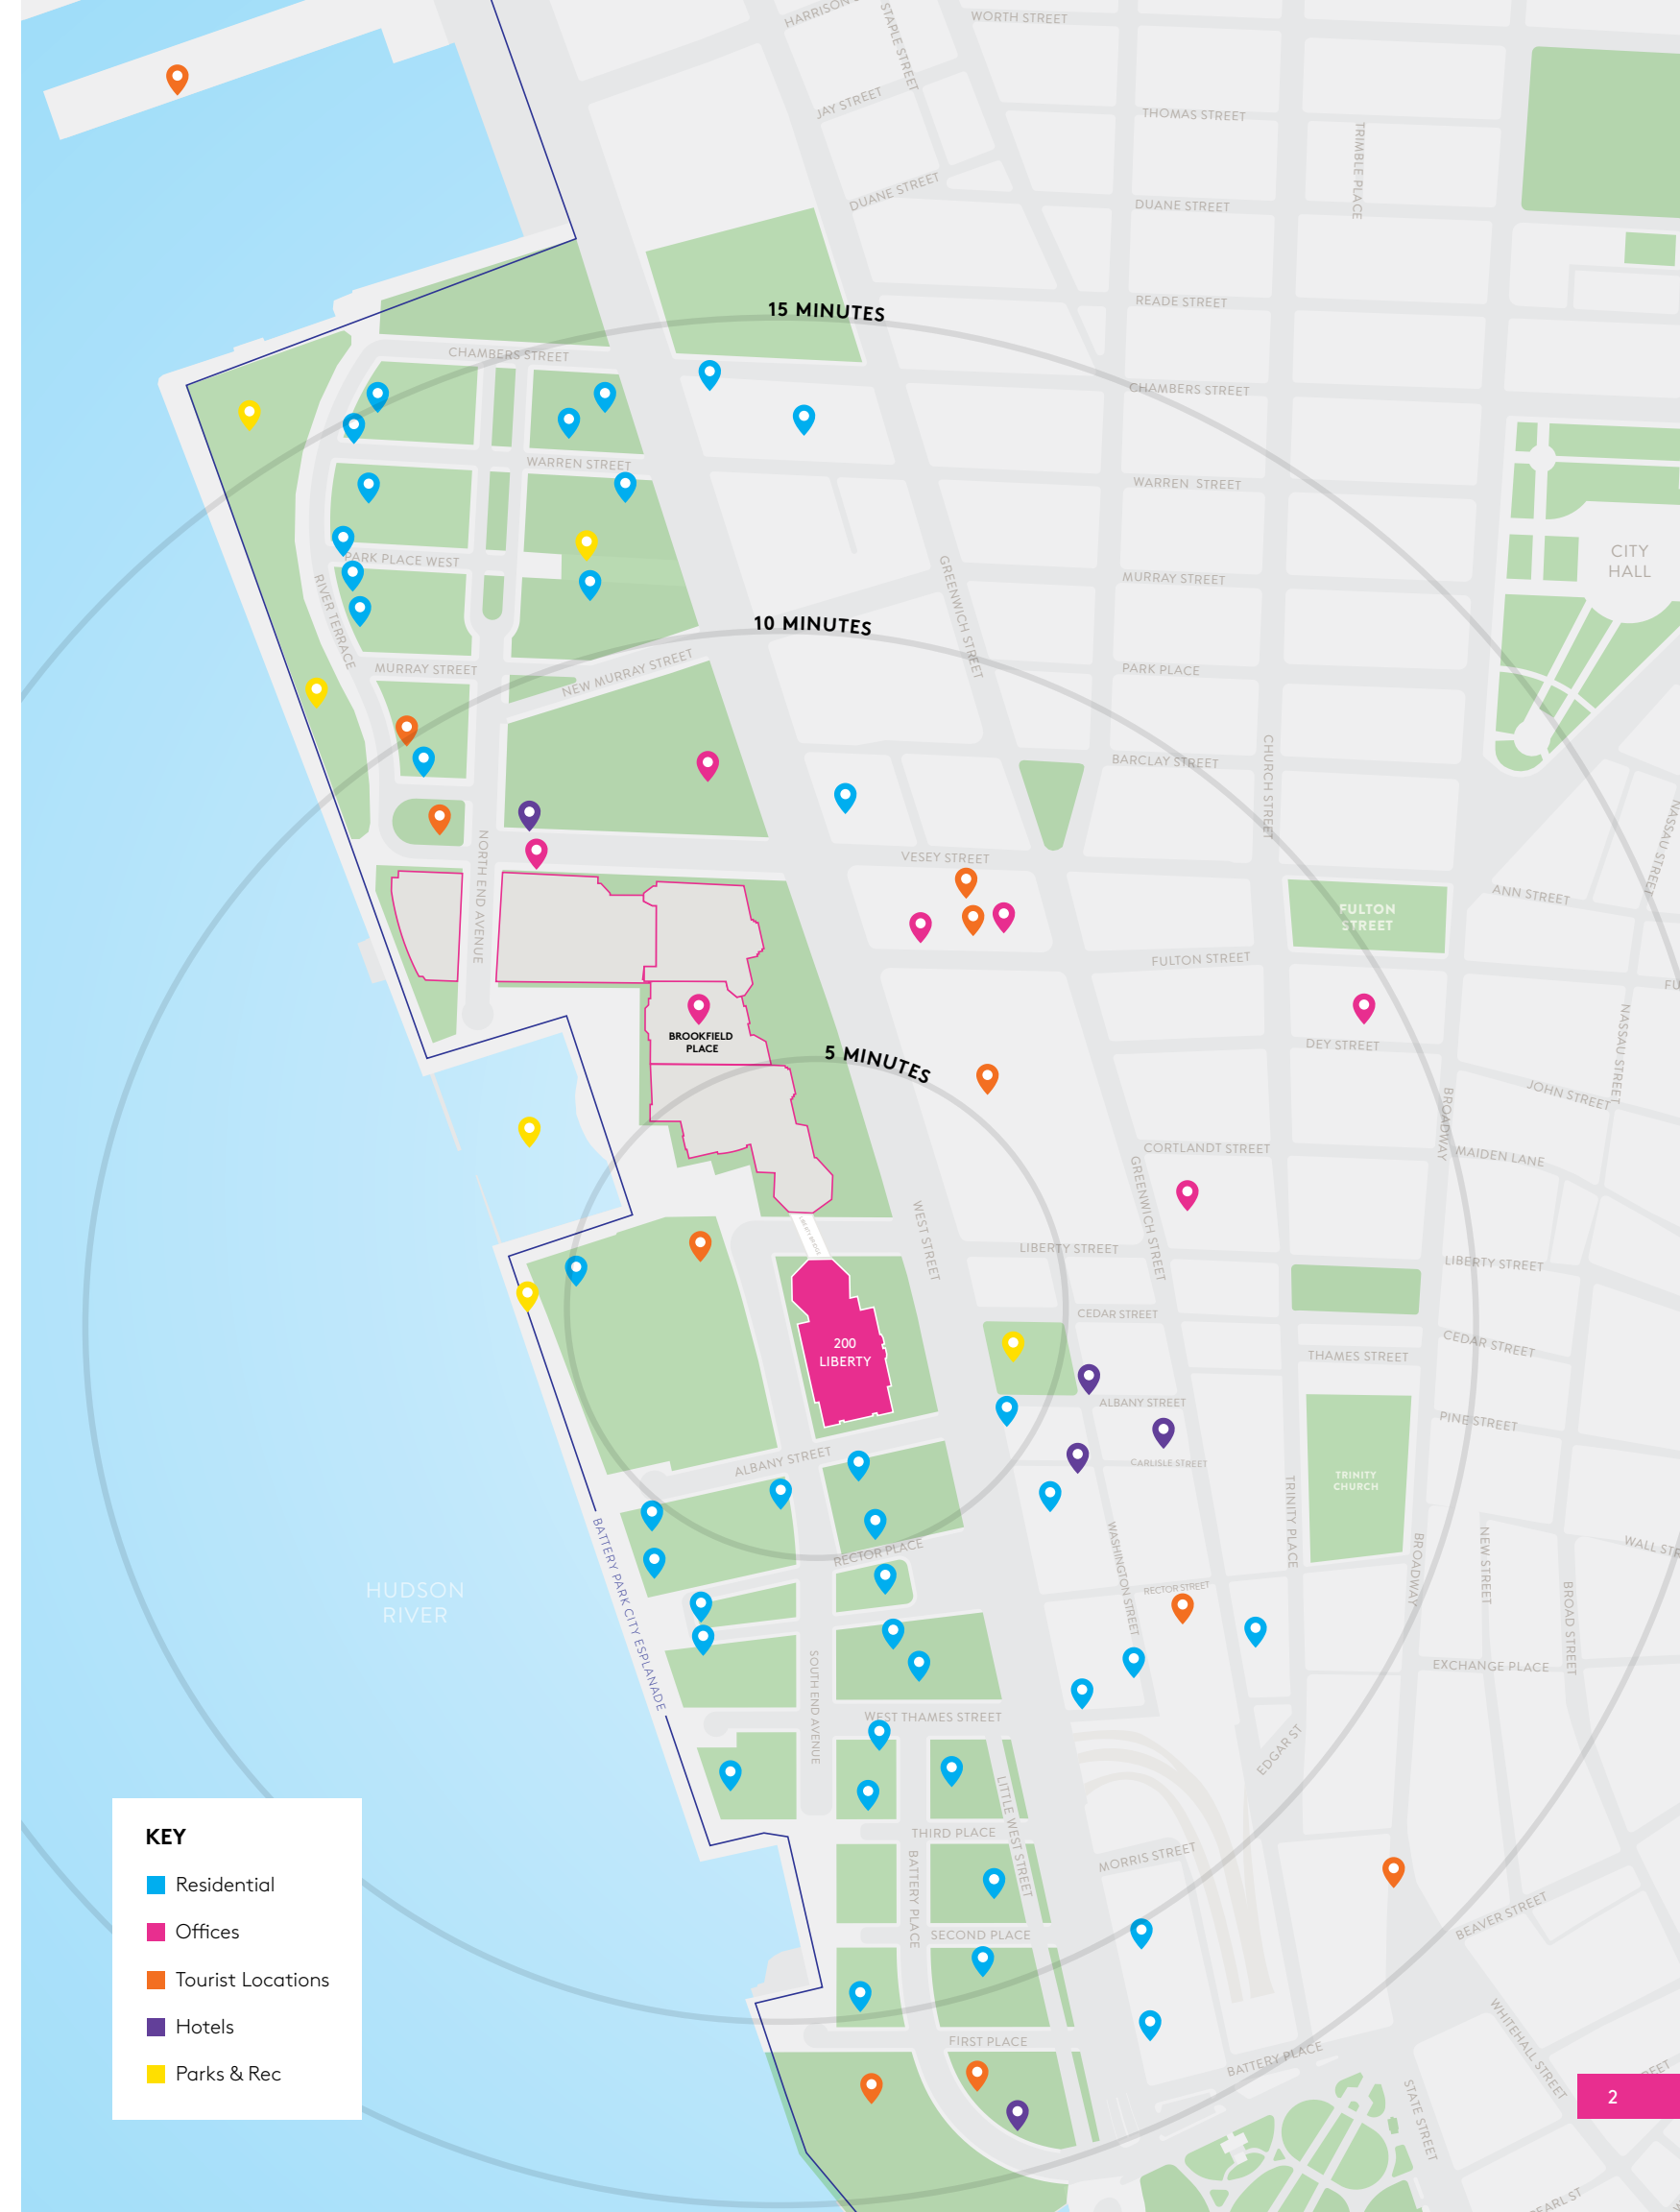 HARRISON S
STAPLE STREET
WORTH STREET
JAY STREET
THOMAS STREET
TRIMBLE PLACE
DUANE STREET
DUANE STREET
READE STREET
15 MINUTES
CHAMBERS STREET
CHAMBERS STREET
WARREN STREET
WARREN STREET
CITY
HALL
PARK PLACE WEST
GREENWICH STREET
MURRAY STREET
RIVER TERRACE
10 MINUTES
MURRAY STREET
NEW MURRAY STREET
PARK PLACE
CHURCH STREET
BARCLAY STREET
NASSAU STREET
NORTH END AVENUE
VESEY STREET
ANN STREET
FULTON
STREET
FULTON STREET
FU
BROOKFIELD
PLACE
NASSAU STREET
DEY STREET
5 MINUTES
JOHN STREET
BROADWAY
CORTLANDT STREET
MAIDEN LANE
GREENWICH STREET
WEST STREET
LIBERTY BRIDGE
LIBERTY STREET
LIBERTY STREET
CEDAR STREET
200
LIBERTY
CEDAR STREET
THAMES STREET
ALBANY STREET
PINE STREET
ALBANY STREET
CARLISLE STREET
TRINITY
CHURCH
TRINITY PLACE
BATTERY PARK CITY ESPLANADE
WASHINGTON STREET
RECTOR PLACE
BROADWAY
NEW STREET
WALL STR
HUDSON
RIVER
RECTOR STREET
BROAD STREET
EXCHANGE PLACE
SOUTH END AVENUE
WEST THAMES STREET
EDGAR ST
LITTLE WEST STREET
THIRD PLACE
MORRIS STREET
BATTERY PLACE
BEAVER STREET
SECOND PLACE
WHITEHALL STREET
FIRST PLACE
BATTERY PLACE
STATE STREET
REET
PEARL ST
KEY
Residential
Offices
Tourist Locations
Hotels
Parks & Rec
2